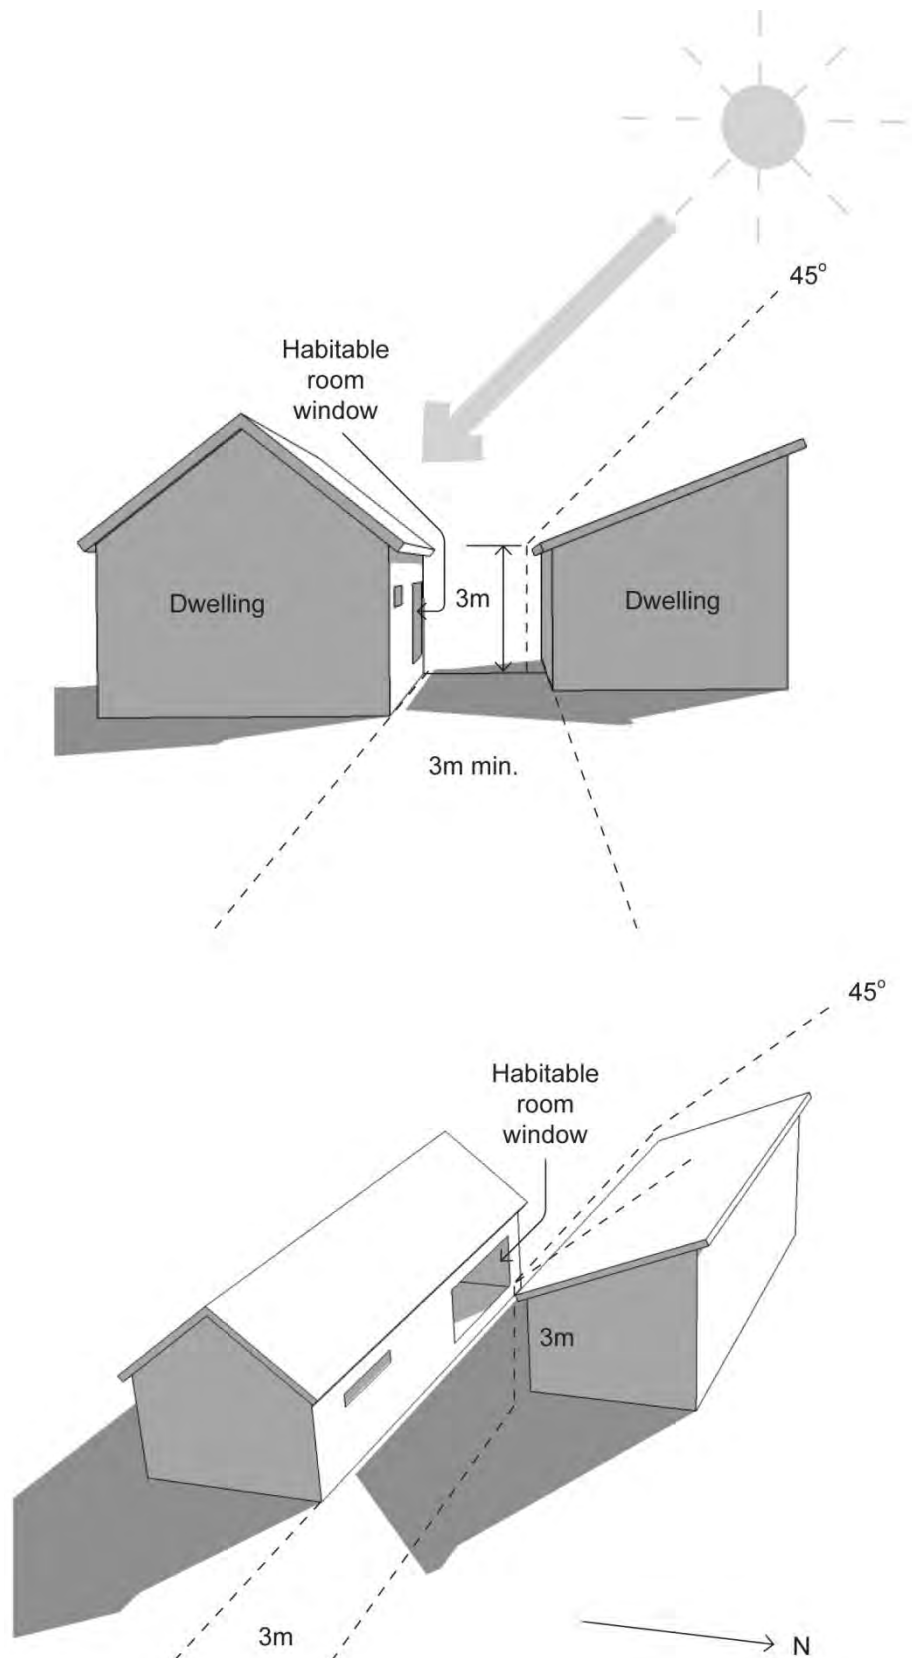 45°
Habitable
room
window
Dwelling
3m
Dwelling
3m min.
45°
Habitable
room
window
3m
3m
N